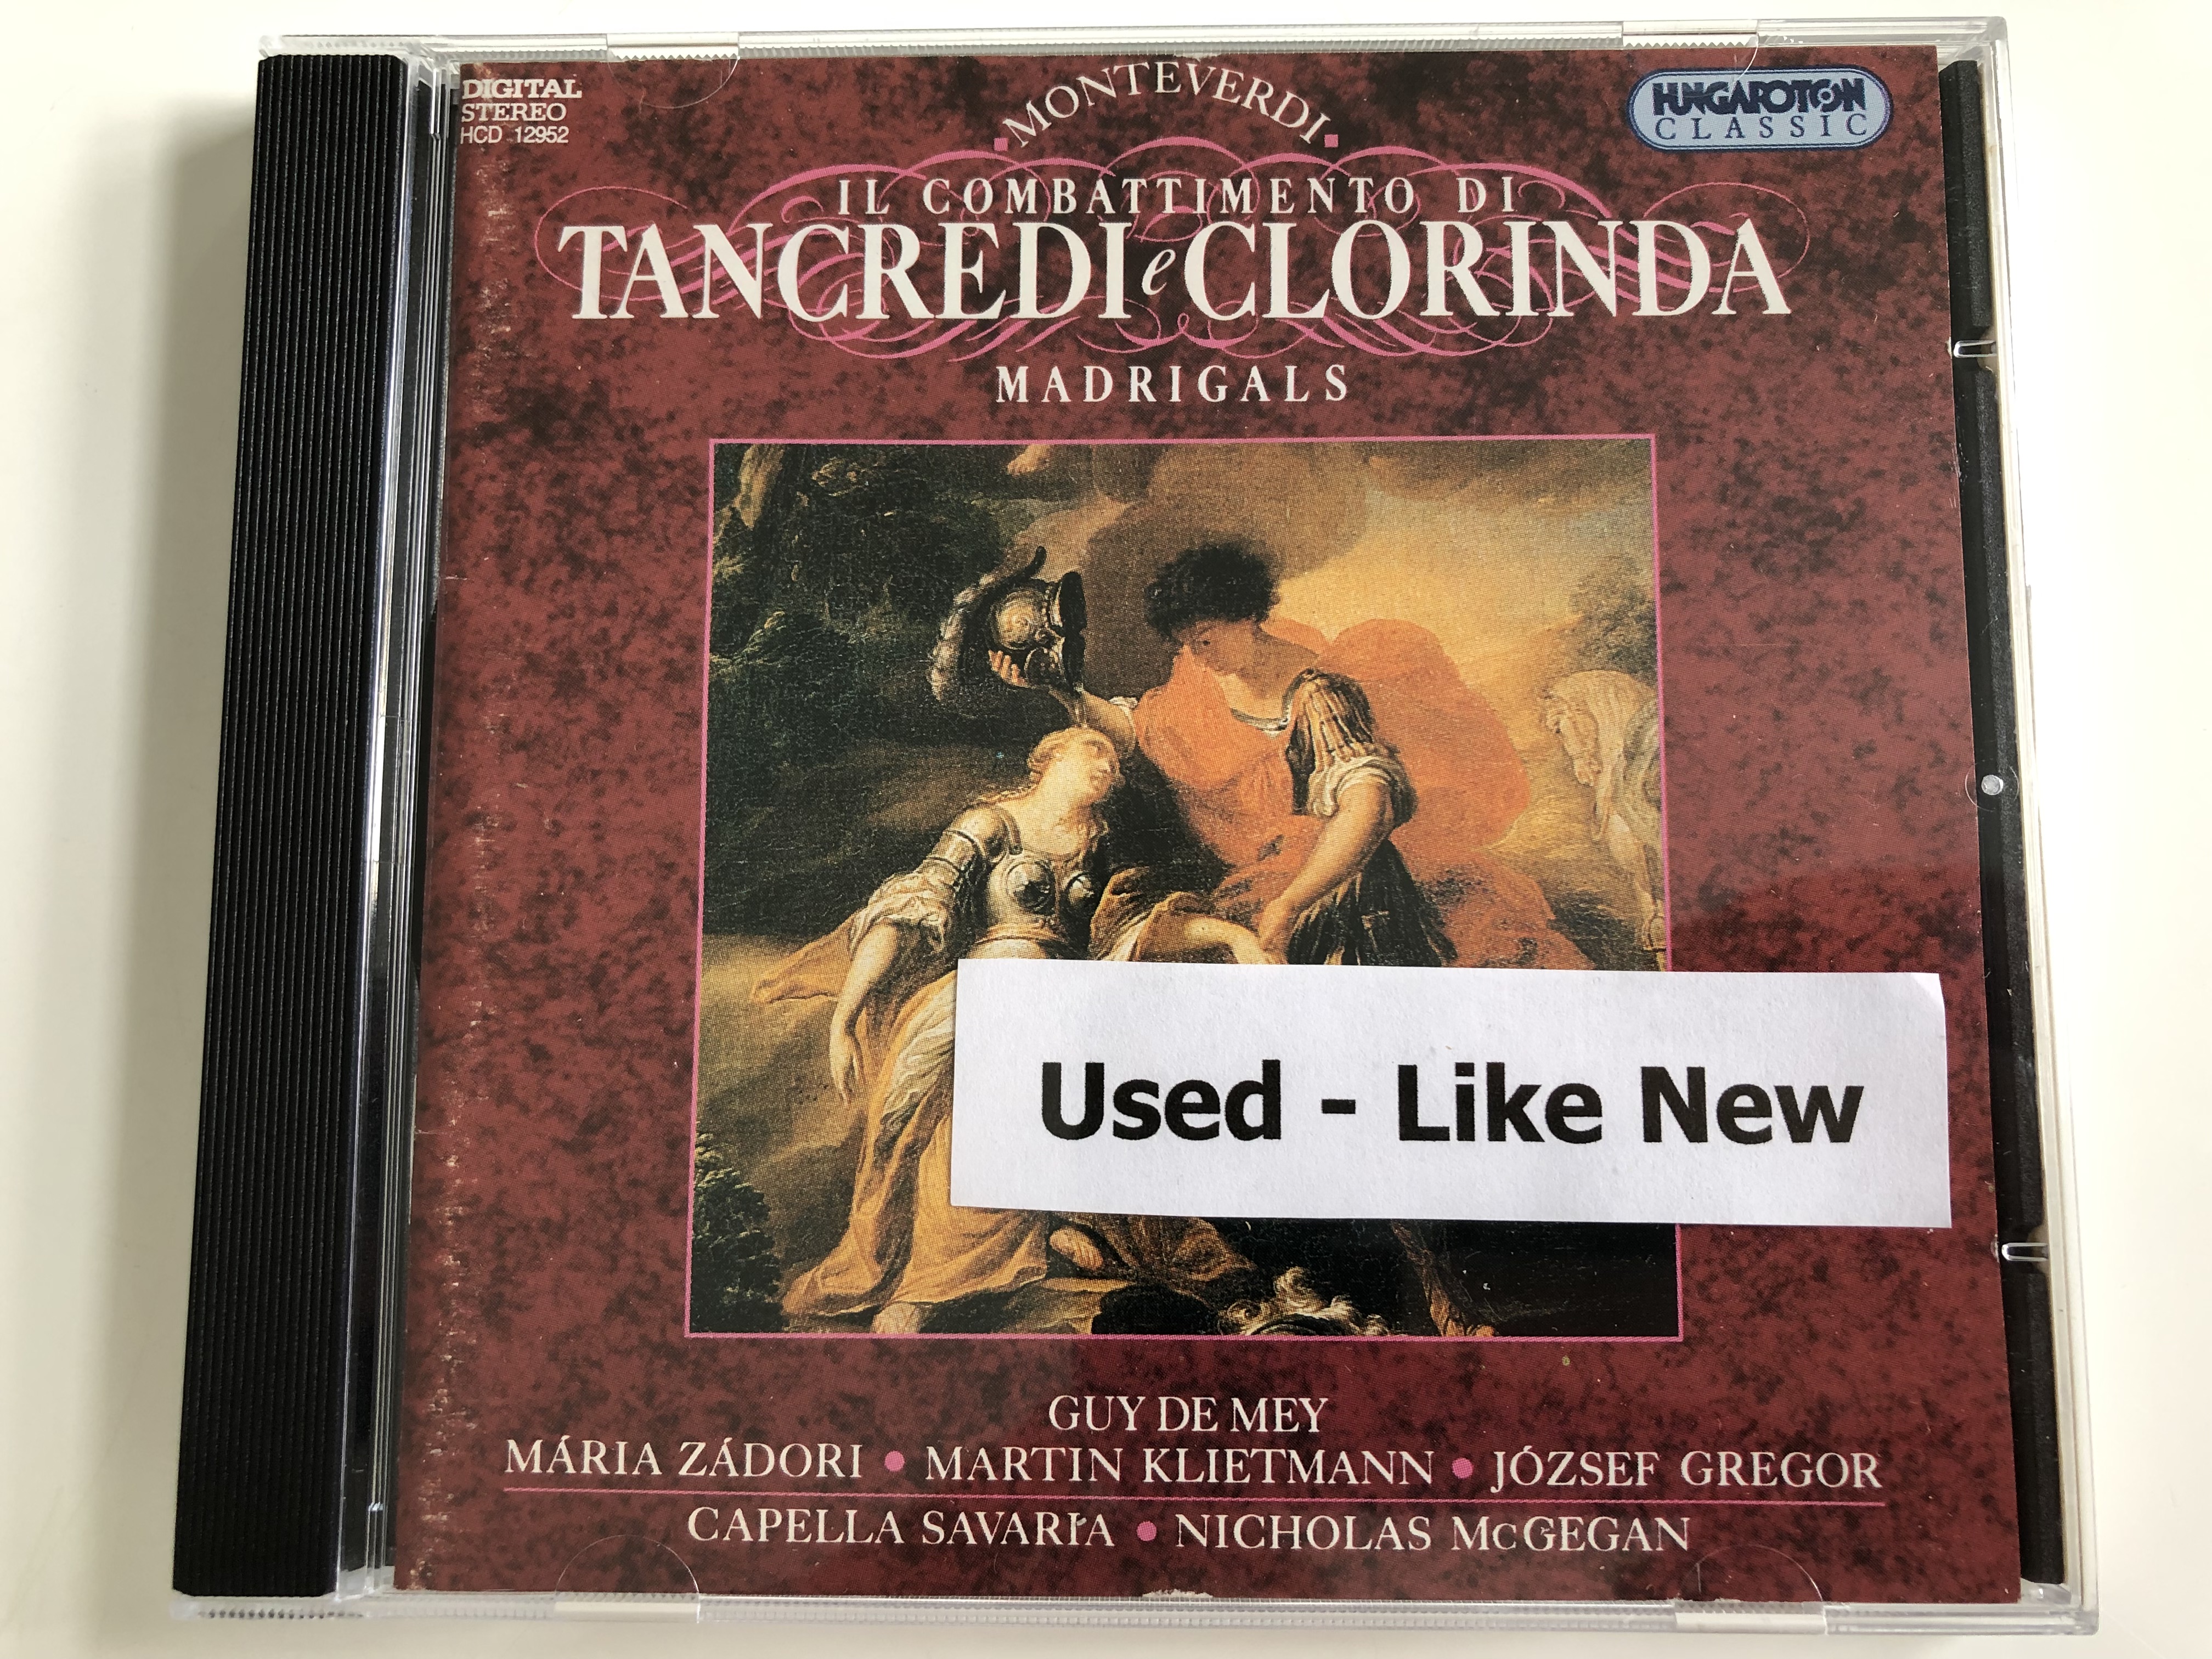 DIGITAL
STEREO
HCD 12952
MONTEVERDI
HUNGAROTON
CLASSIC
IL COMBATTIMENTO DI
TANCREDI e CLORINDA
MADRIGALS
Used - Like New
GUY DE MEY
MÁRIA ZÁDORI • MARTIN KLIETMANN • JÓZSEF GREGOR
CAPELLA SAVARIA • NICHOLAS McGEGAN